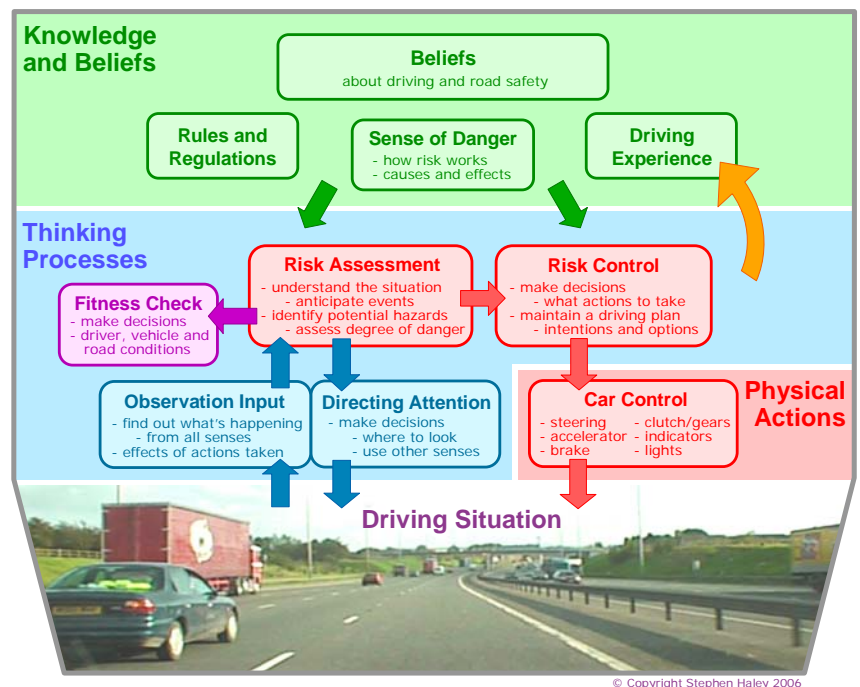 Knowledge
and Beliefs
Beliefs
about driving and road safety
Rules and
Regulations
Sense of Danger
- how risk works
- causes and effects
Driving
Experience
Thinking
Processes
Risk Assessment
- understand the situation
- anticipate events
- identify potential hazards
- assess degree of danger
Risk Control
- make decisions
- what actions to take
- maintain a driving plan
- intentions and options
Fitness Check
- make decisions
- driver, vehicle and
road conditions
Observation Input
- find out what's happening
- from all senses
- effects of actions taken
Directing Attention
- make decisions
- where to look
- use other senses
Car Control
- steering - clutch/gears
- accelerator - indicators
- brake - lights
Physical
Actions
Driving Situation
© Copyright Stephen Haley 2006